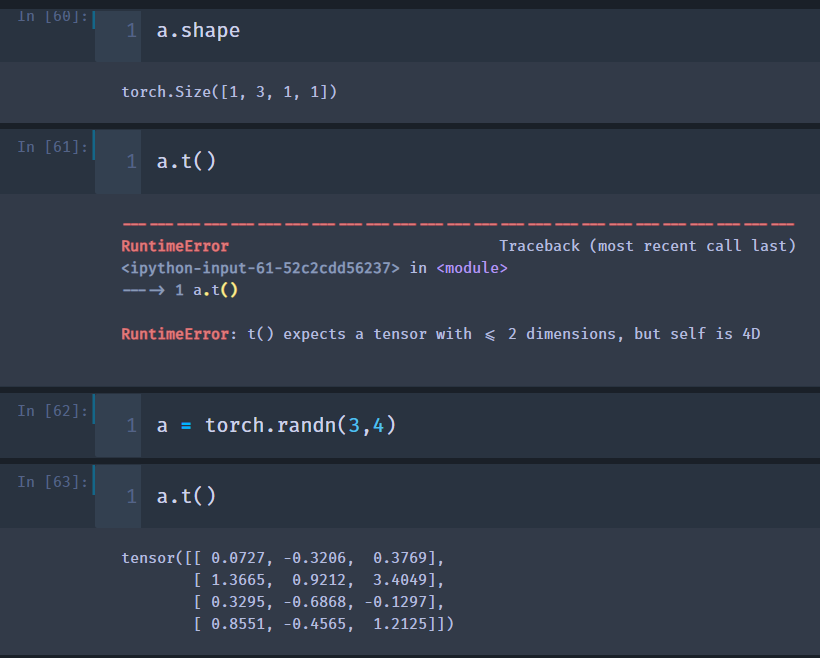 In [60]:
1 a.shape
torch.Size([1, 3, 1, 1])
In [61]:
1 a.t()
---------------------------------------------------------------------------
RuntimeError Traceback (most recent call last)
<ipython-input-61-52c2cdd56237> in <module>
----> 1 a.t()
RuntimeError: t() expects a tensor with <= 2 dimensions, but self is 4D
In [62]:
1 a = torch.randn(3,4)
In [63]:
1 a.t()
tensor([[ 0.0727, -0.3206,  0.3769],
        [ 1.3665,  0.9212,  3.4049],
        [ 0.3295, -0.6868, -0.1297],
        [ 0.8551, -0.4565,  1.2125]])